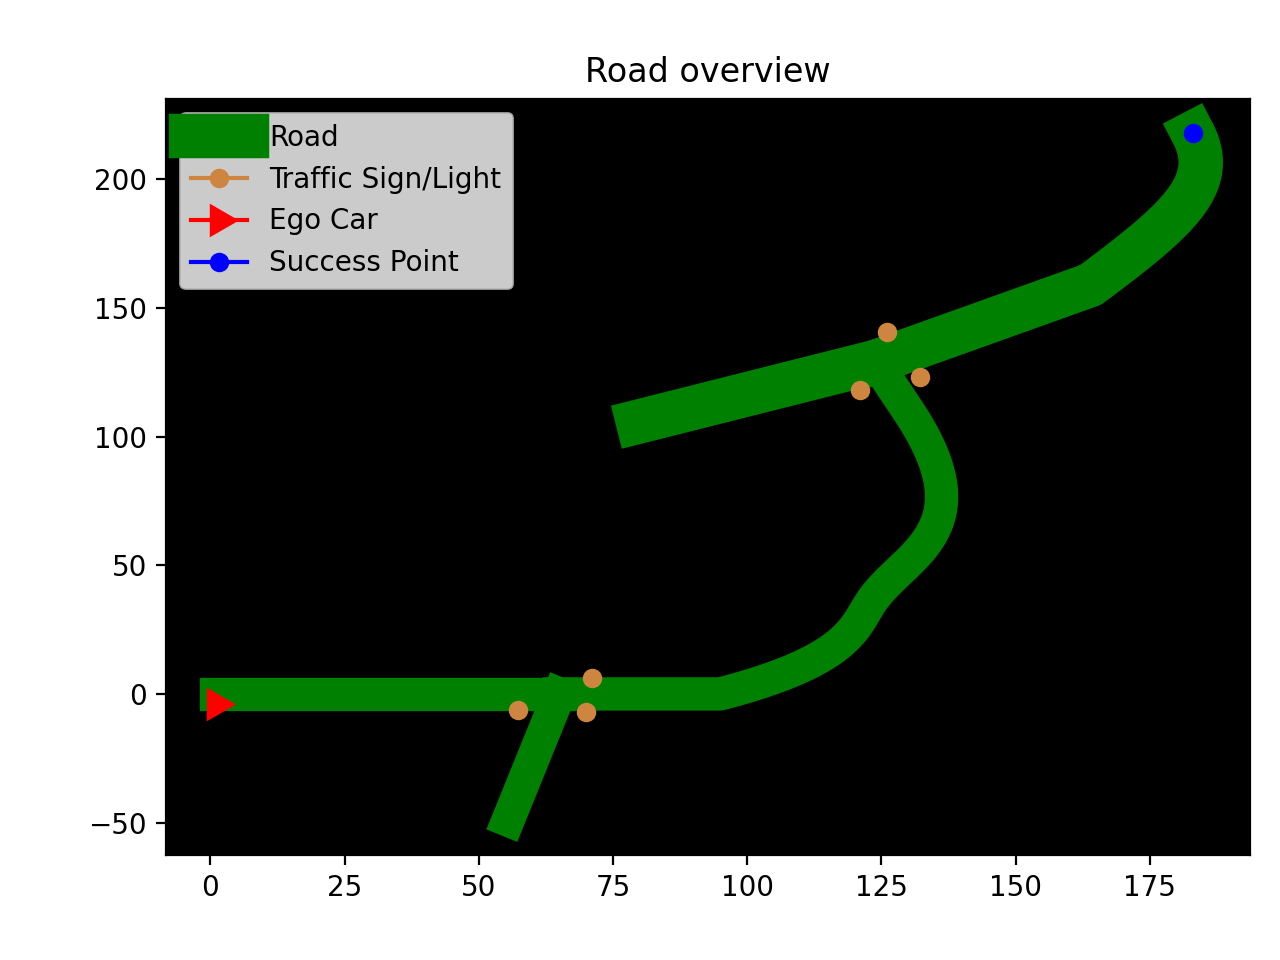 Road overview
Road
Traffic Sign/Light
Ego Car
Success Point
200
150
100
50
0
−50
0 25 50 75 100 125 150 175